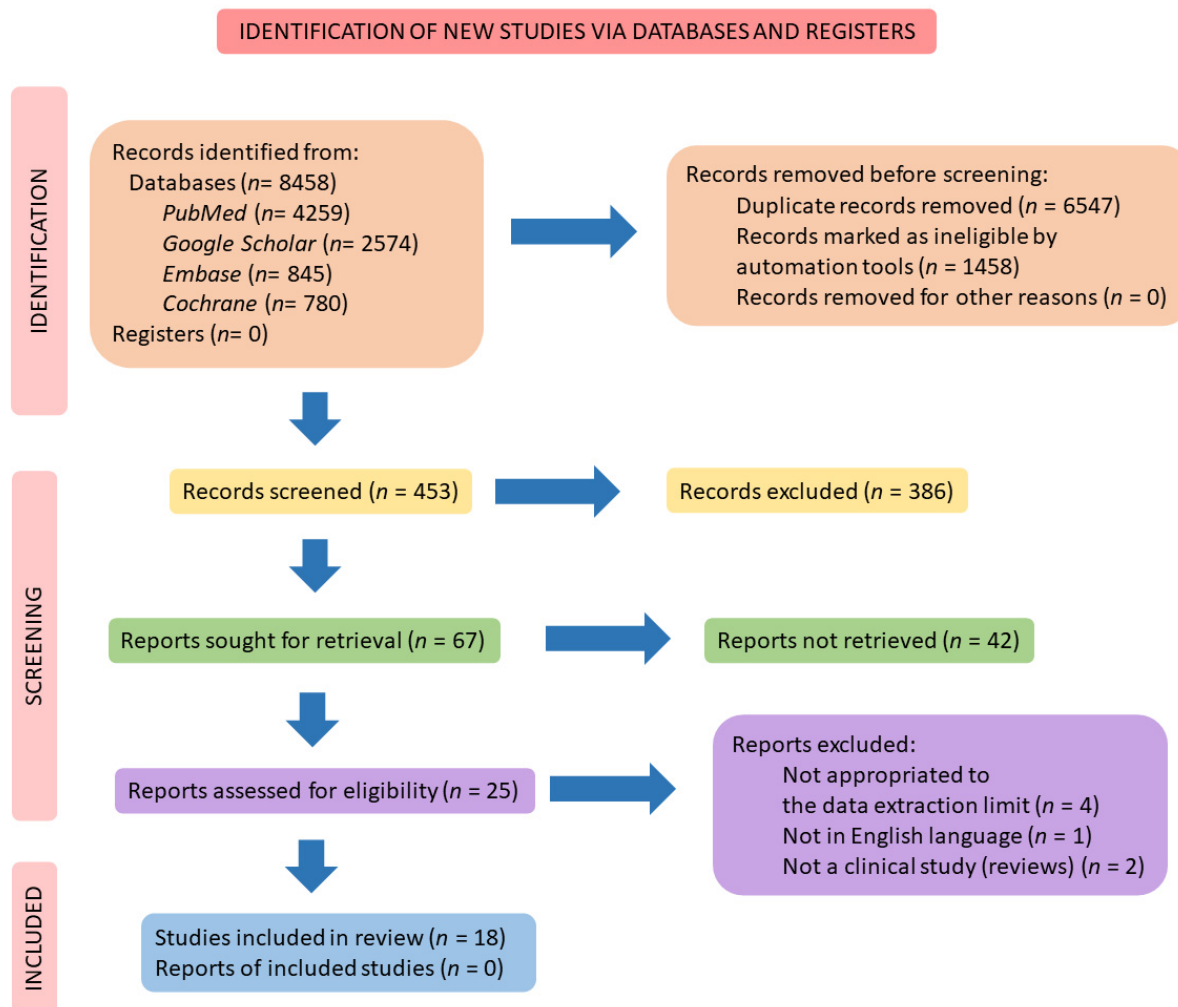 IDENTIFICATION OF NEW STUDIES VIA DATABASES AND REGISTERS
IDENTIFICATION
Records identified from:
Databases (n= 8458)
PubMed (n= 4259)
Google Scholar (n= 2574)
Embase (n= 845)
Cochrane (n= 780)
Registers (n= 0)
Records removed before screening:
Duplicate records removed (n = 6547)
Records marked as ineligible by
automation tools (n = 1458)
Records removed for other reasons (n = 0)
SCREENING
Records screened (n = 453)
Records excluded (n = 386)
Reports sought for retrieval (n = 67)
Reports not retrieved (n = 42)
Reports assessed for eligibility (n = 25)
Reports excluded:
Not appropriated to
the data extraction limit (n = 4)
Not in English language (n = 1)
Not a clinical study (reviews) (n = 2)
INCLUDED
Studies included in review (n = 18)
Reports of included studies (n = 0)